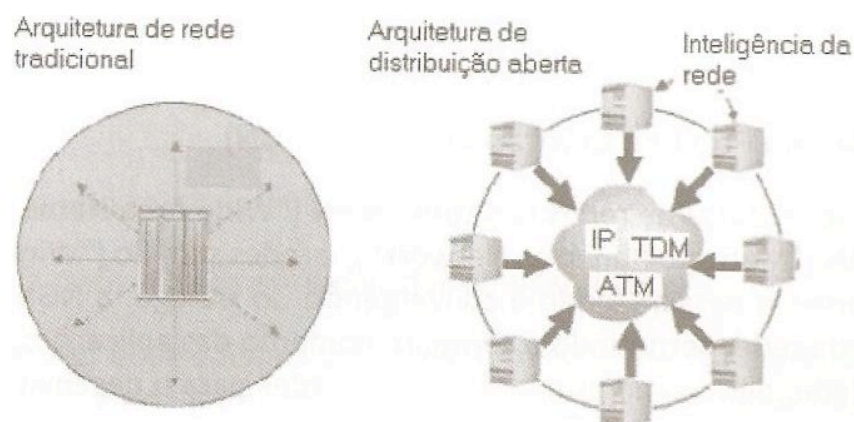 Arquitetura de rede
tradicional
Arquitetura de
distribuição aberta
Inteligência da
rede
IP
TDM
ATM